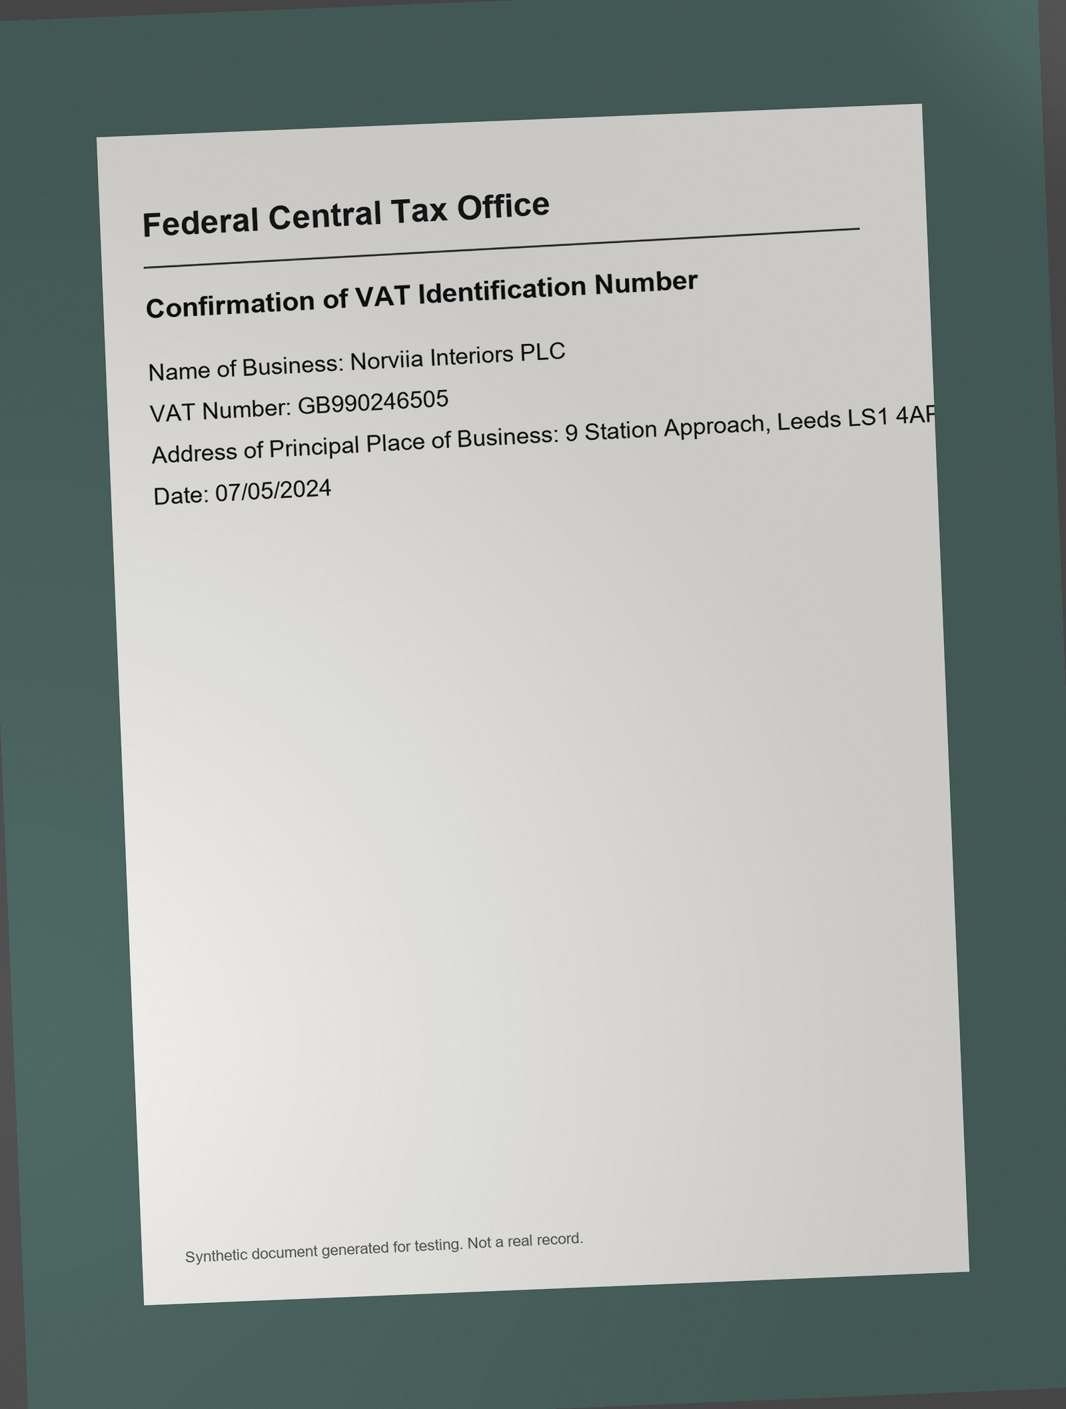 Federal Central Tax Office
Confirmation of VAT Identification Number
Name of Business: Norviia Interiors PLC
VAT Number: GB990246505
Address of Principal Place of Business: 9 Station Approach, Leeds LS1
Date: 07/05/2024
Synthetic document generated for testing. Not a real record.